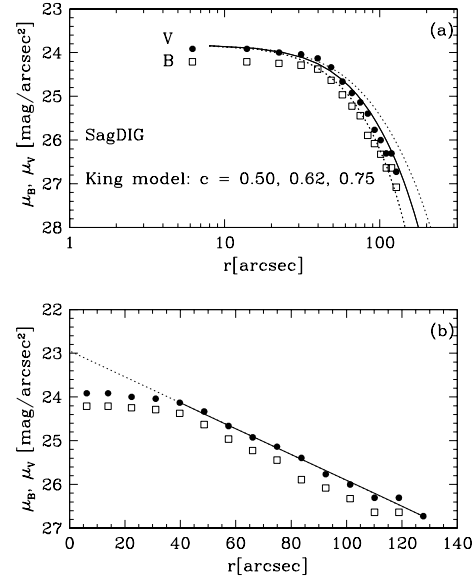 (a)
23
24
25
26
27
28
V
B
SagDIG
King model: c = 0.50, 0.62, 0.75
μB, μV [mag/arcsec²]
1 10 100
r[arcsec]
(b)
22
23
24
25
26
27
μB, μV [mag/arcsec²]
0 20 40 60 80 100 120 140
r[arcsec]